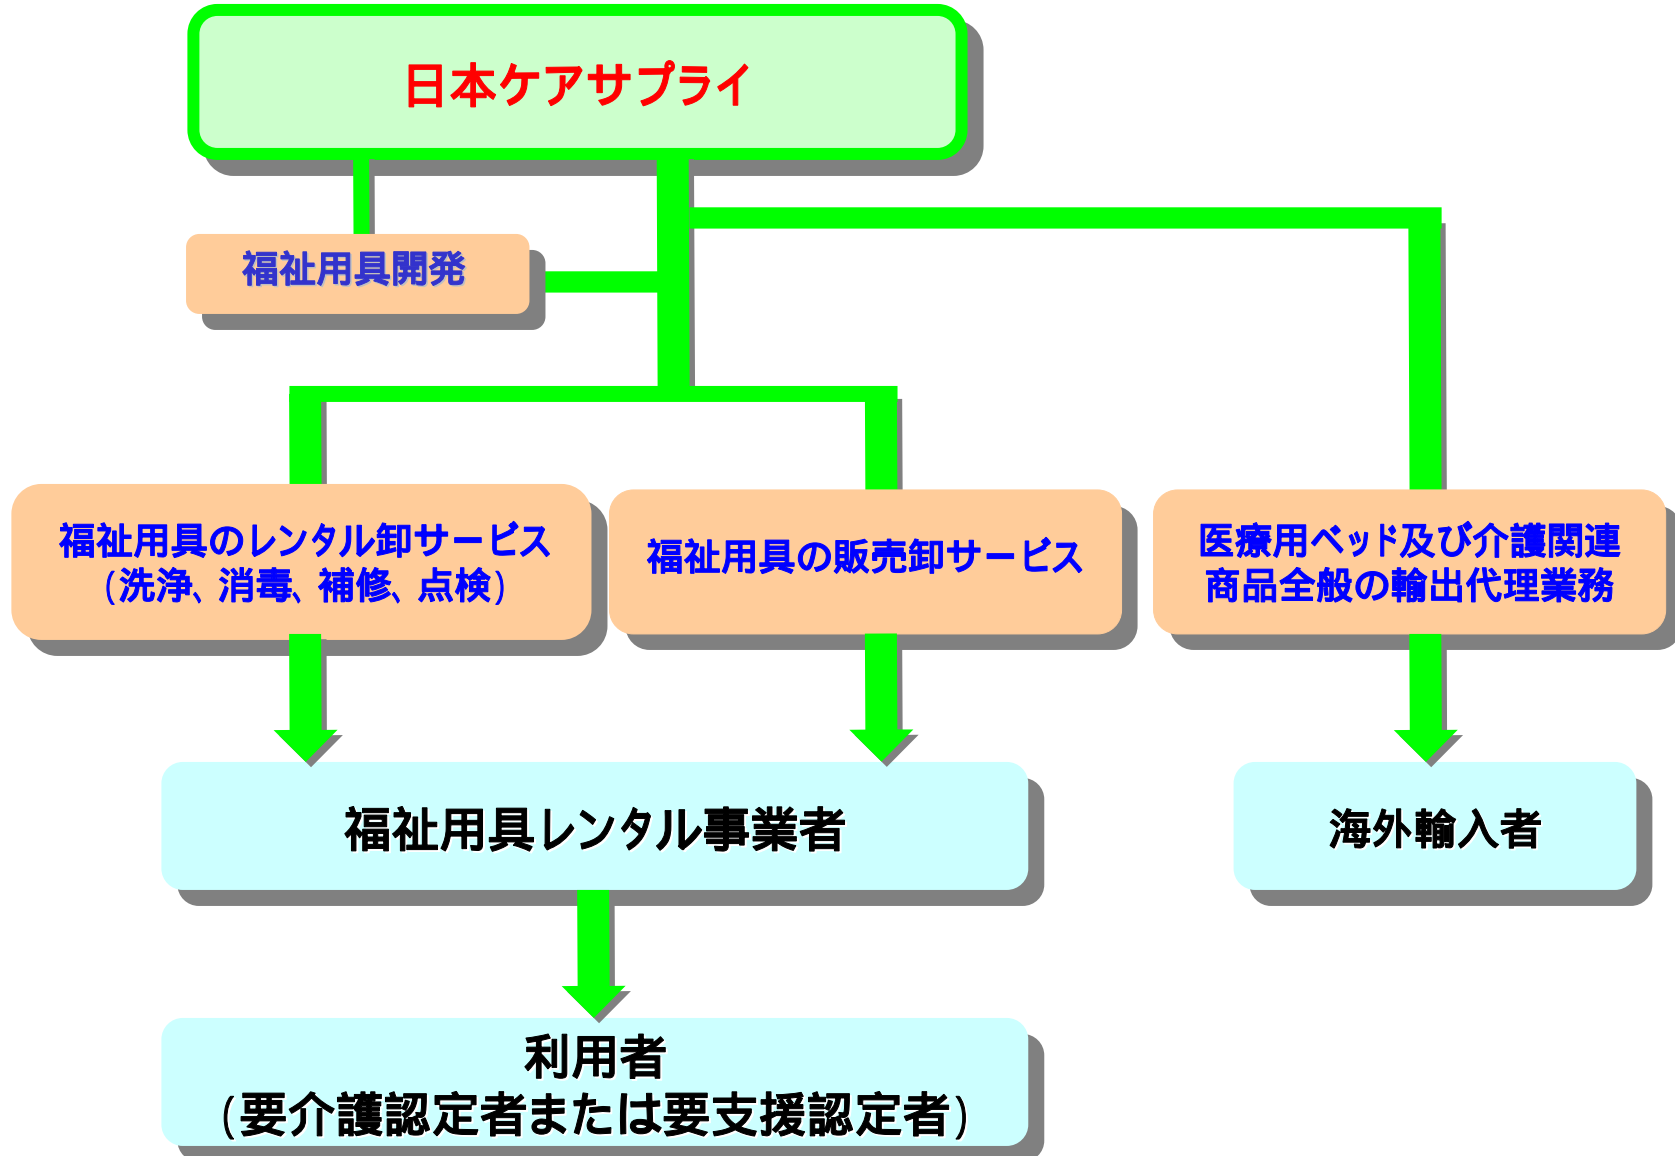 日本ケアサプライ
福祉用具開発
福祉用具のレンタル卸サービス
(洗浄、消毒、補修、点検)
福祉用具の販売卸サービス
医療用ベッド及び介護関連
商品全般の輸出代理業務
福祉用具レンタル事業者
海外輸入者
利用者
(要介護認定者または要支援認定者)